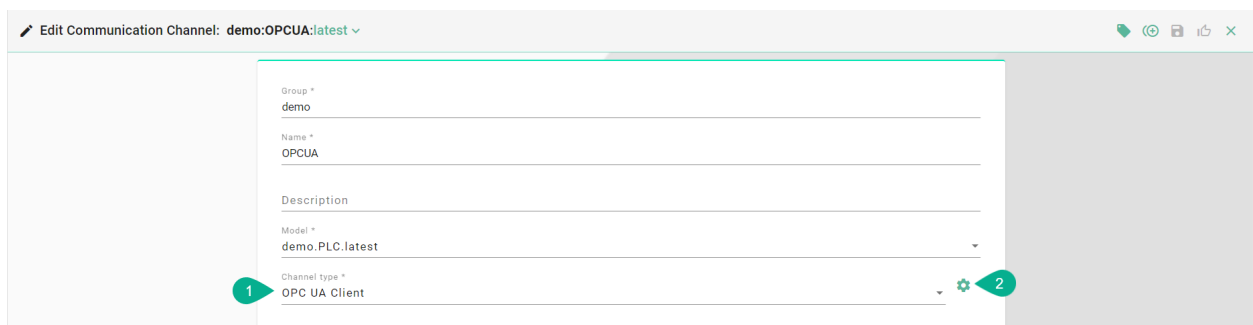 Edit Communication Channel: demo:OPCUA:latest
Group *
demo
Name *
OPCUA
Description
Model *
demo.PLC.latest
Channel type *
1
OPC UA Client
2